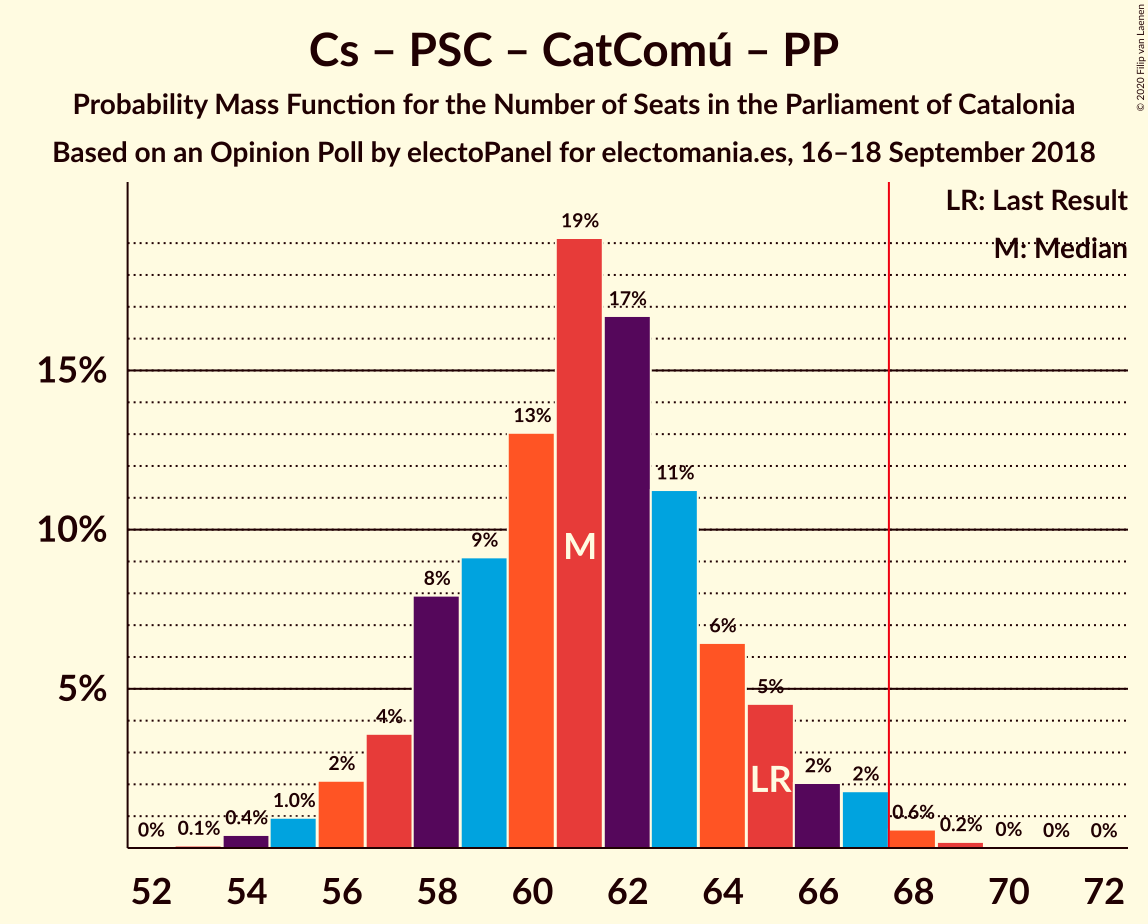 Cs – PSC – CatComú – PP
Probability Mass Function for the Number of Seats in the Parliament of Catalonia
Based on an Opinion Poll by electoPanel for electomania.es, 16–18 September 2018
© 2020 Filip van Laenen
LR: Last Result
M: Median
15%
10%
5%
0%
0.1%
0.4%
1.0%
2%
4%
8%
9%
13%
19%
17%
11%
6%
5%
2%
2%
0.6%
0.2%
0%
0%
0%
M
LR
52 54 56 58 60 62 64 66 68 70 72